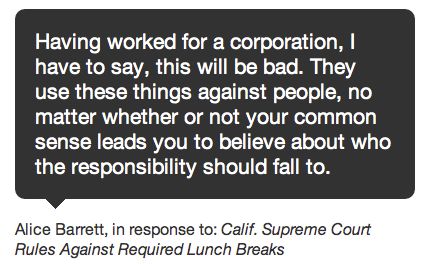 Having worked for a corporation, I
have to say, this will be bad. They
use these things against people, no
matter whether or not your common
sense leads you to believe about who
the responsibility should fall to.
Alice Barrett, in response to: Calif. Supreme Court
Rules Against Required Lunch Breaks